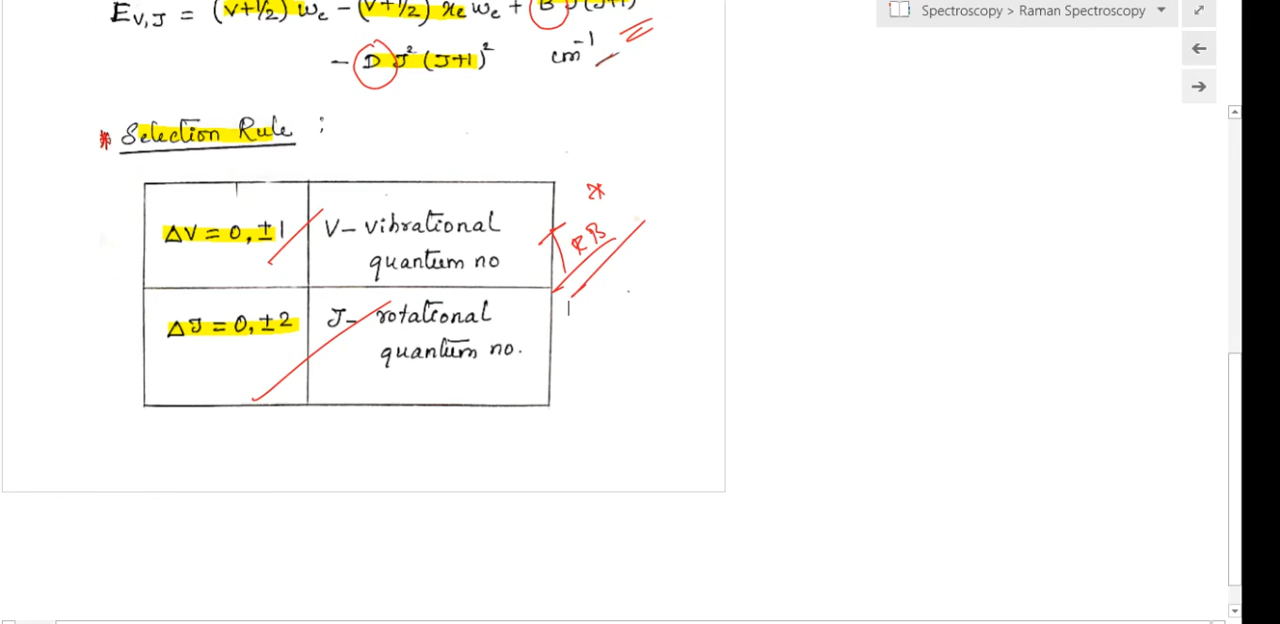 E_{V,J} = (V+1/2) ωe - (V+1/2) xe ωe + B J(J+1)
- D J² (J+1)² cm⁻¹
Spectroscopy > Raman Spectroscopy
* Selection Rule :
ΔV = 0, ±1
V- vibrational
quantum no
*
RB
ΔJ = 0, ±2
J- rotational
quantum no.